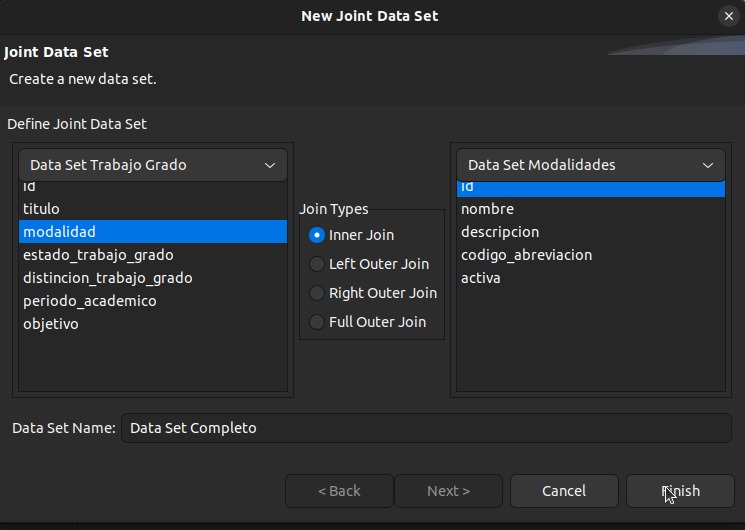 New Joint Data Set
Joint Data Set
Create a new data set.
Define Joint Data Set
Data Set Trabajo Grado
id
titulo
modalidad
estado_trabajo_grado
distincion_trabajo_grado
periodo_academico
objetivo
Join Types
Inner Join
Left Outer Join
Right Outer Join
Full Outer Join
Data Set Modalidades
id
nombre
descripcion
codigo_abreviacion
activa
Data Set Name: Data Set Completo
< Back Next > Cancel Finish